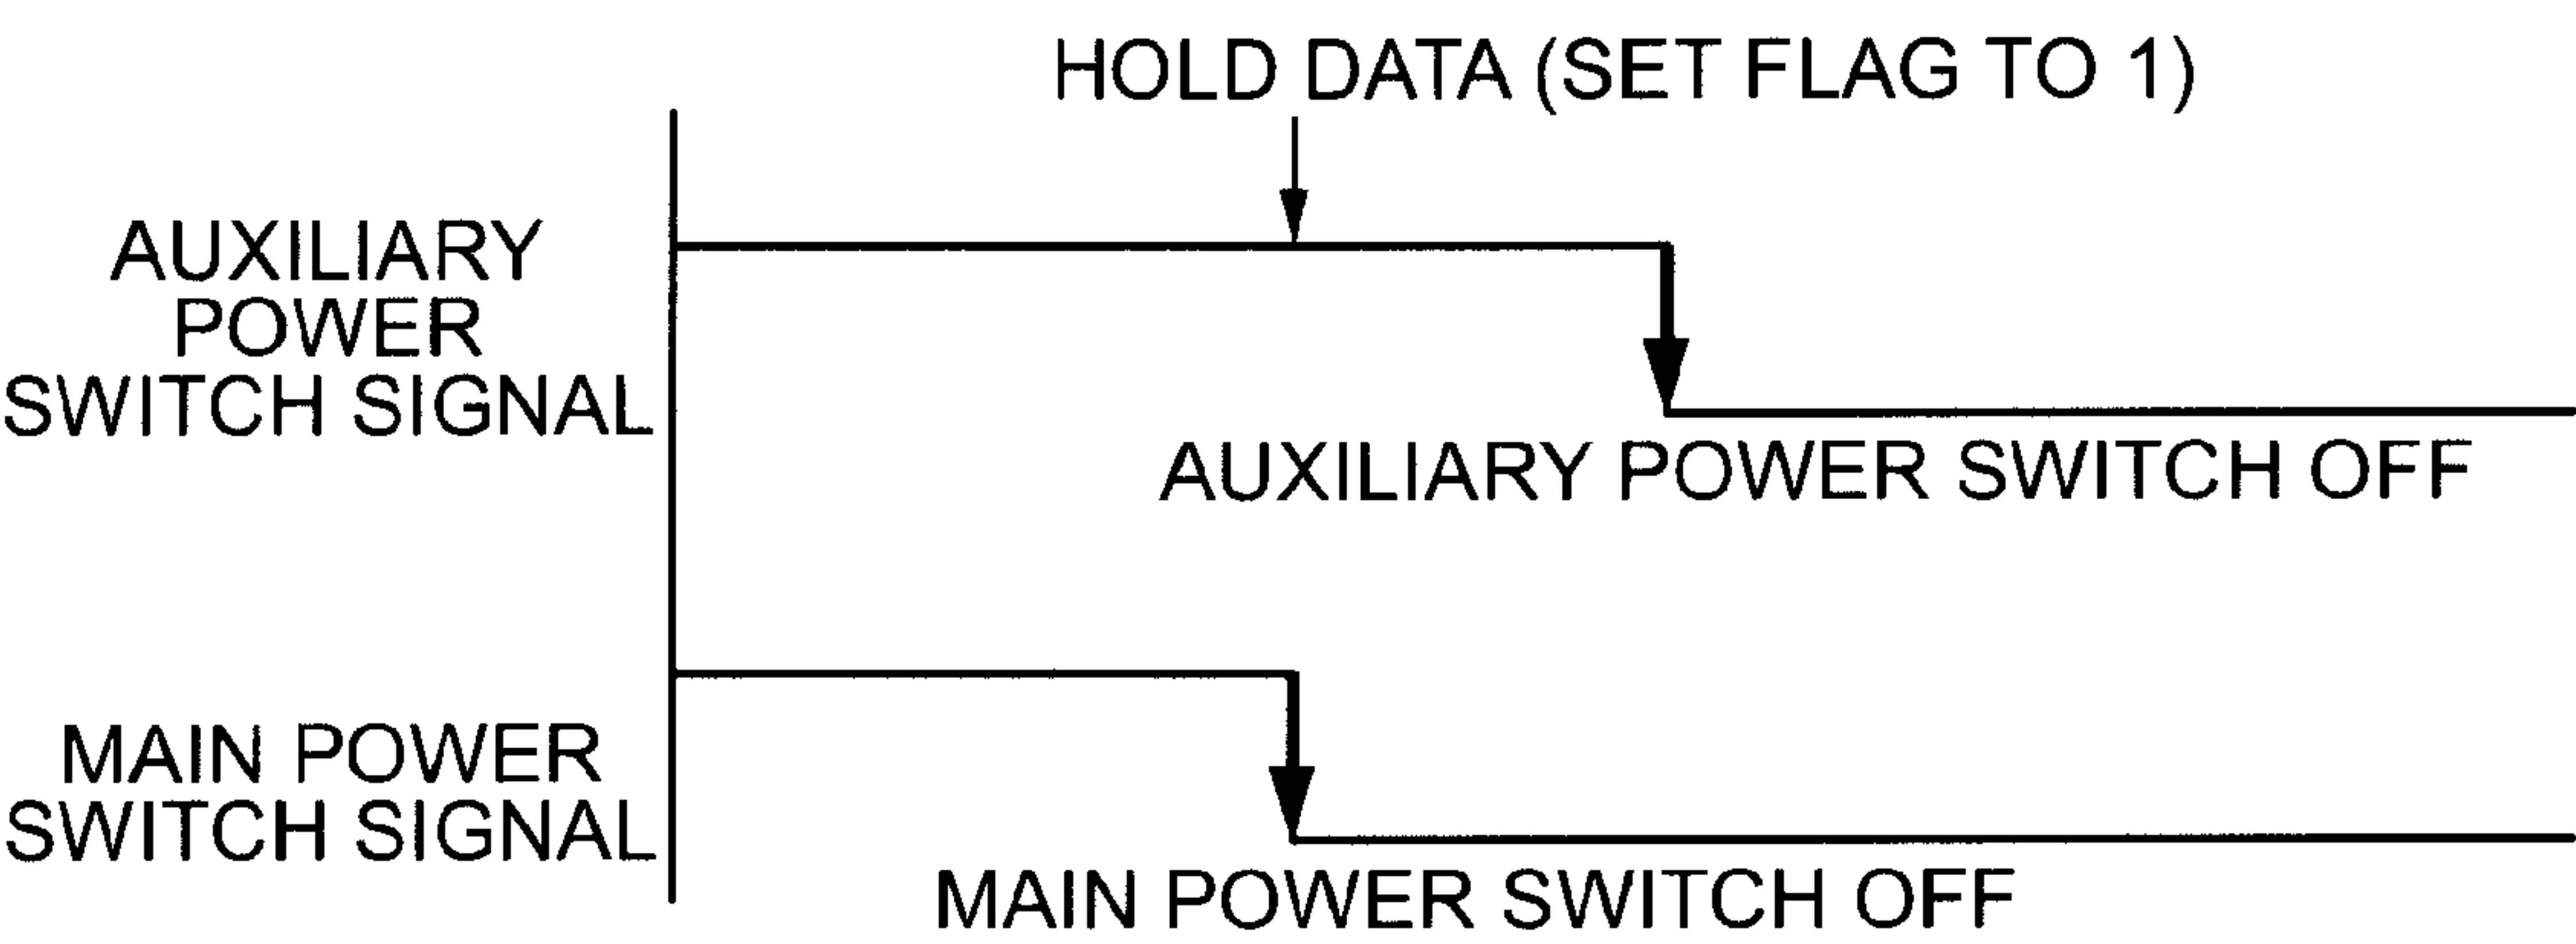 HOLD DATA (SET FLAG TO 1)
AUXILIARY
POWER
SWITCH SIGNAL
AUXILIARY POWER SWITCH OFF
MAIN POWER
SWITCH SIGNAL
MAIN POWER SWITCH OFF